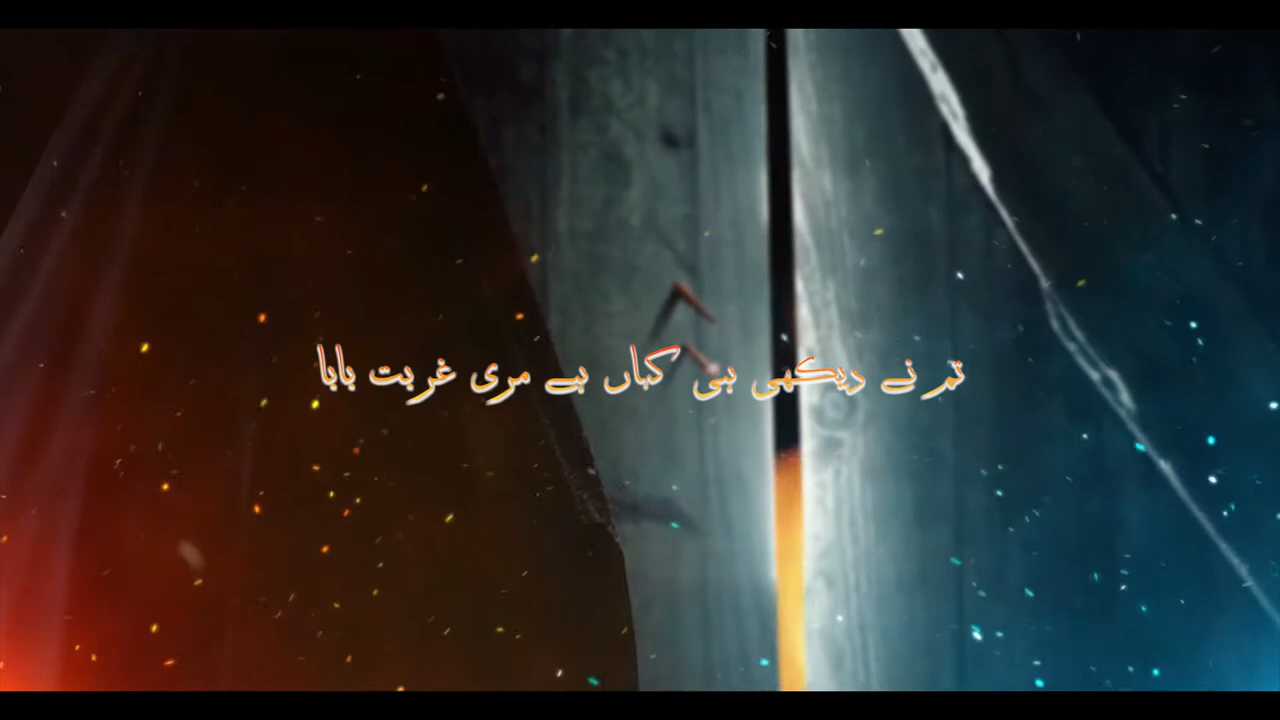 تم نے دیکھی ہی کہاں ہے مری غربت بابا